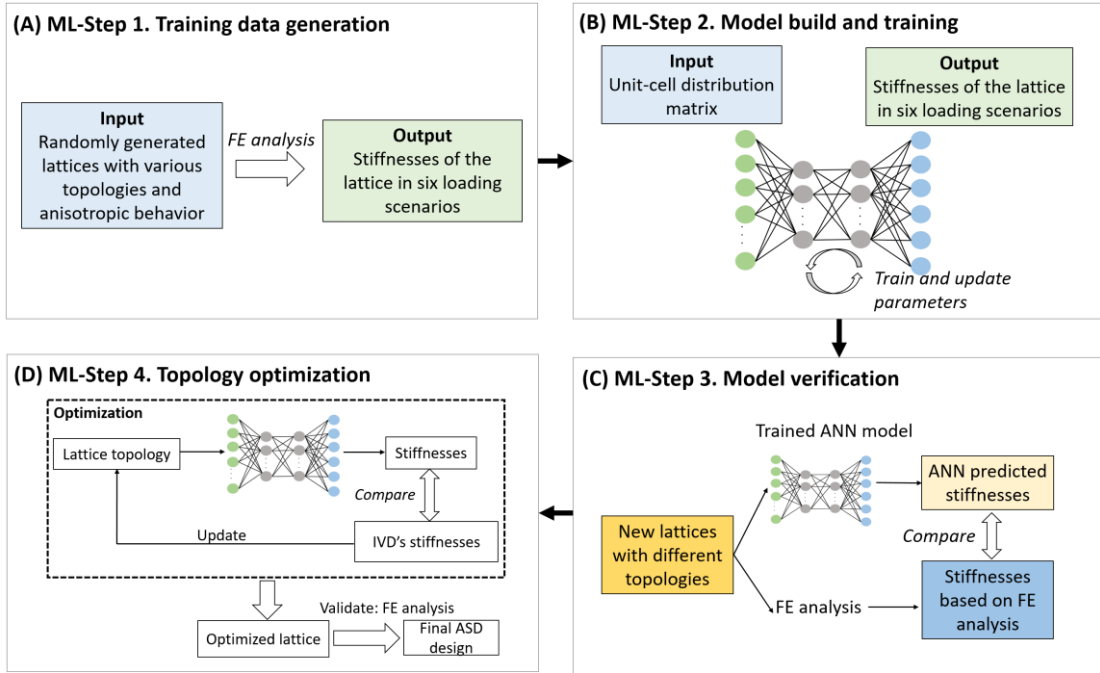 (A) ML-Step 1. Training data generation
Input
Randomly generated
lattices with various
topologies and
anisotropic behavior
FE analysis
Output
Stiffnesses of the
lattice in six loading
scenarios
(B) ML-Step 2. Model build and training
Input
Unit-cell distribution
matrix
Output
Stiffnesses of the lattice
in six loading scenarios
Train and update
parameters
(C) ML-Step 3. Model verification
Trained ANN model
New lattices
with different
topologies
ANN predicted
stiffnesses
Compare
FE analysis
Stiffnesses
based on FE
analysis
(D) ML-Step 4. Topology optimization
Optimization
Lattice topology
Stiffnesses
Compare
Update
IVD's stiffnesses
Validate: FE analysis
Optimized lattice
Final ASD
design